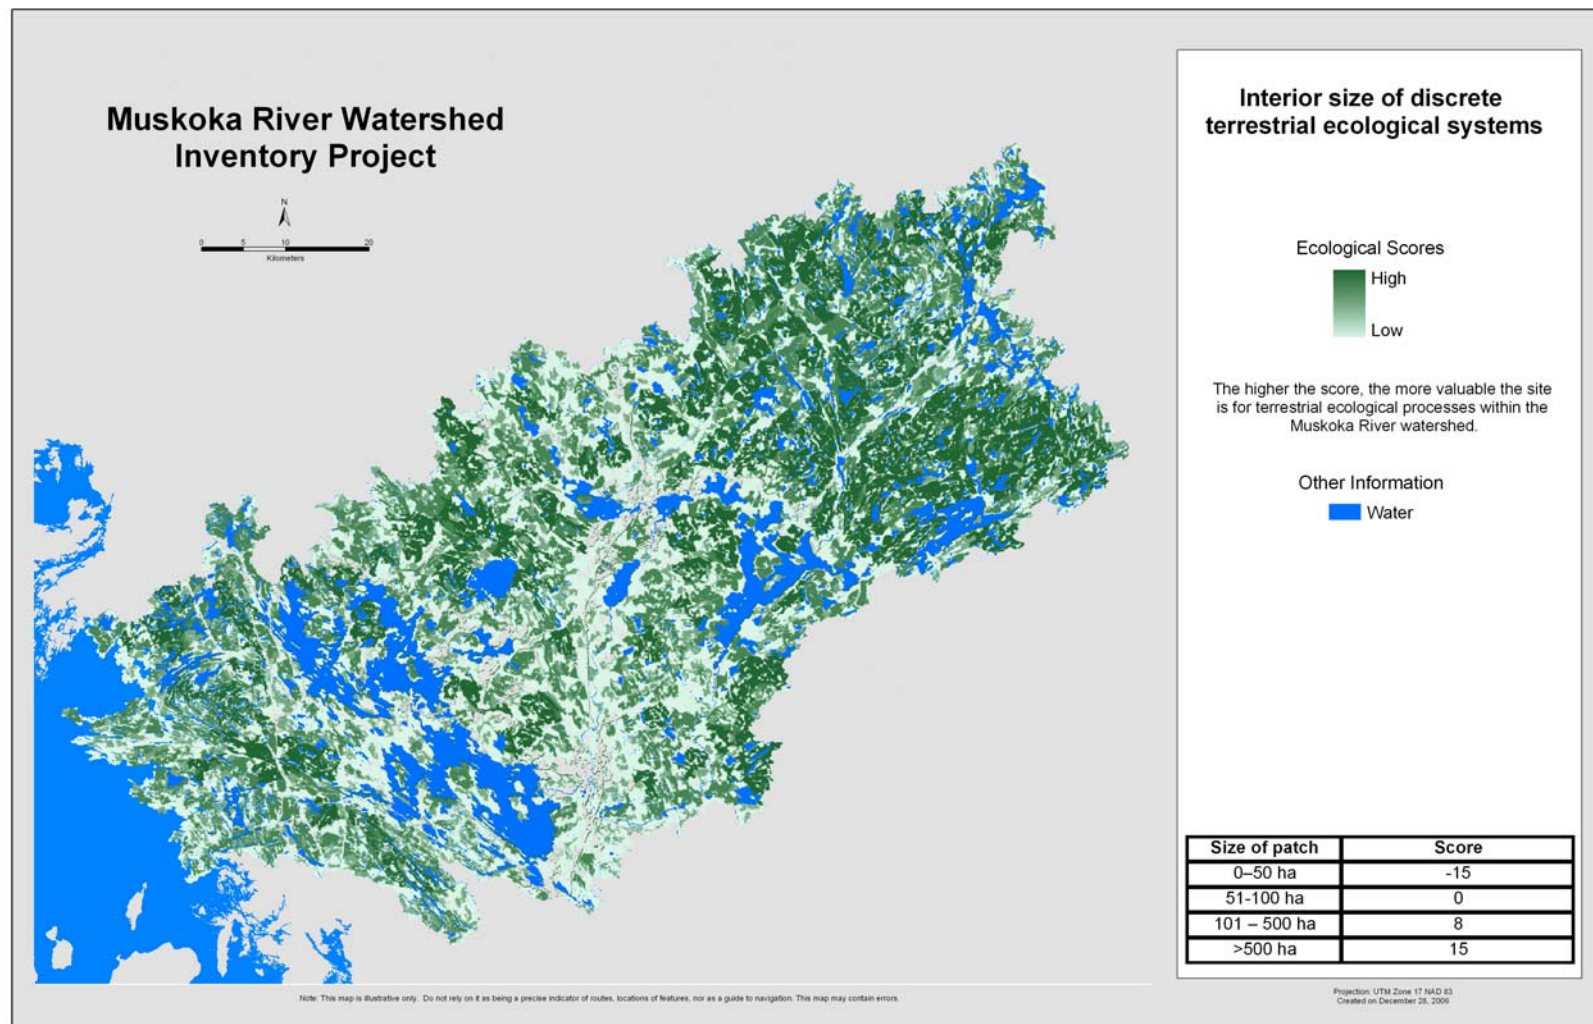 Muskoka River Watershed
Inventory Project
N
0 5 10 20
Kilometers
Interior size of discrete
terrestrial ecological systems
Ecological Scores
High
Low
The higher the score, the more valuable the site
is for terrestrial ecological processes within the
Muskoka River watershed.
Other Information
Water
Size of patch Score
0–50 ha -15
51-100 ha 0
101 – 500 ha 8
>500 ha 15
Note: This map is illustrative only. Do not rely on it as being a precise indicator of routes, locations of features, nor as a guide to navigation. This map may contain errors.
Projection: UTM Zone 17 NAD 83
Created on December 28, 2006